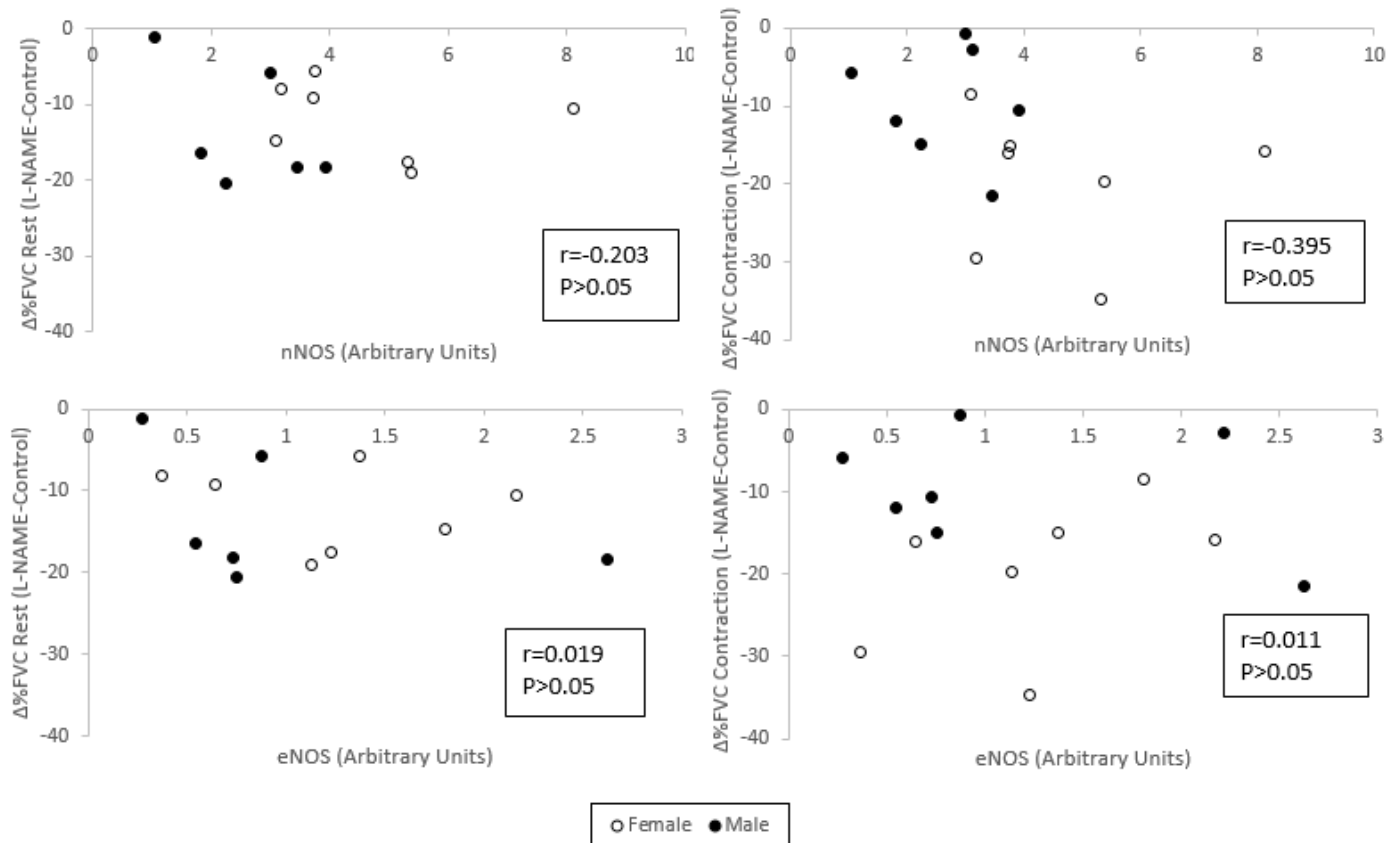 Δ%FVC Rest (L-NAME-Control)
0
-10
-20
-30
-40
0 2 4 6 8 10
r=-0.203
P>0.05
nNOS (Arbitrary Units)
Δ%FVC Contraction (L-NAME-Control)
0
-10
-20
-30
-40
0 2 4 6 8 10
r=-0.395
P>0.05
nNOS (Arbitrary Units)
Δ%FVC Rest (L-NAME-Control)
0
-10
-20
-30
-40
0 0.5 1 1.5 2 2.5 3
r=0.019
P>0.05
eNOS (Arbitrary Units)
Δ%FVC Contraction (L-NAME-Control)
0
-10
-20
-30
-40
0 0.5 1 1.5 2 2.5 3
r=0.011
P>0.05
eNOS (Arbitrary Units)
Female Male